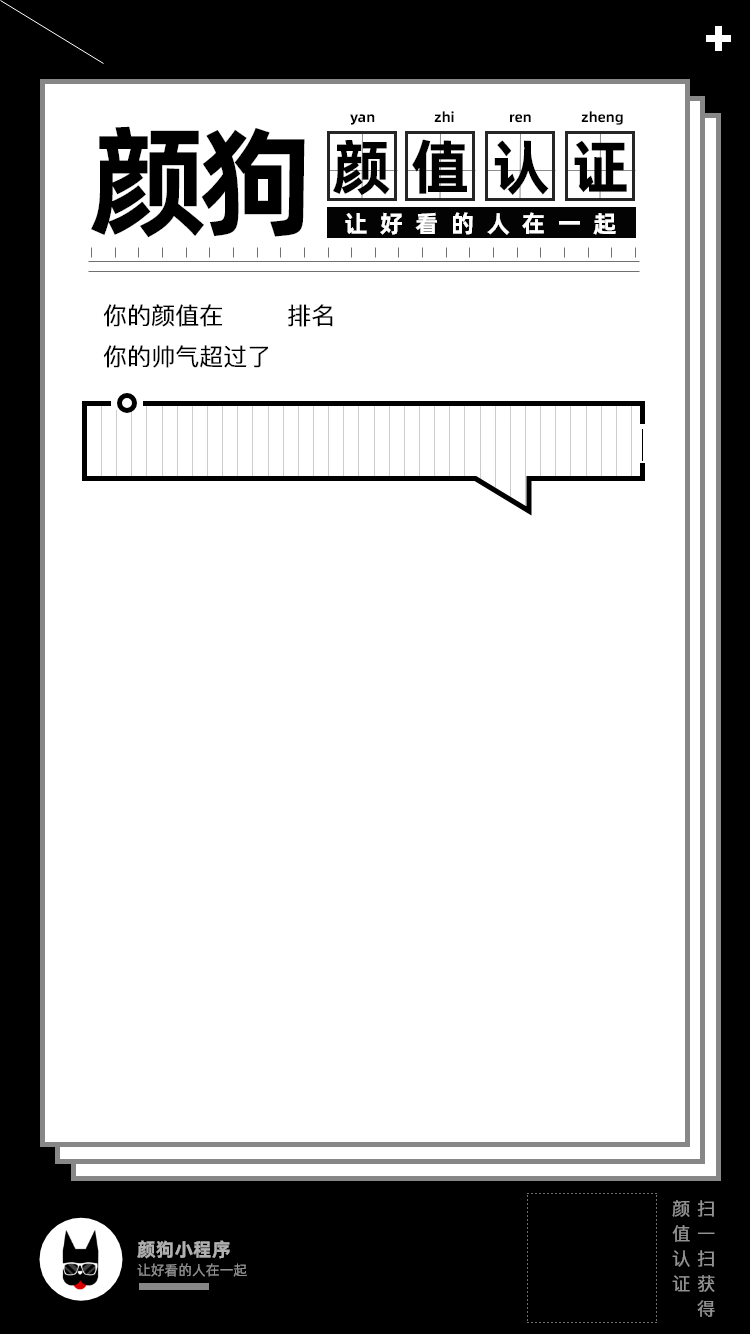 颜狗
yan zhi ren zheng
颜值认证
让好看的人在一起
你的颜值在 排名
你的帅气超过了
颜狗小程序
让好看的人在一起
扫一扫获得
颜值认证